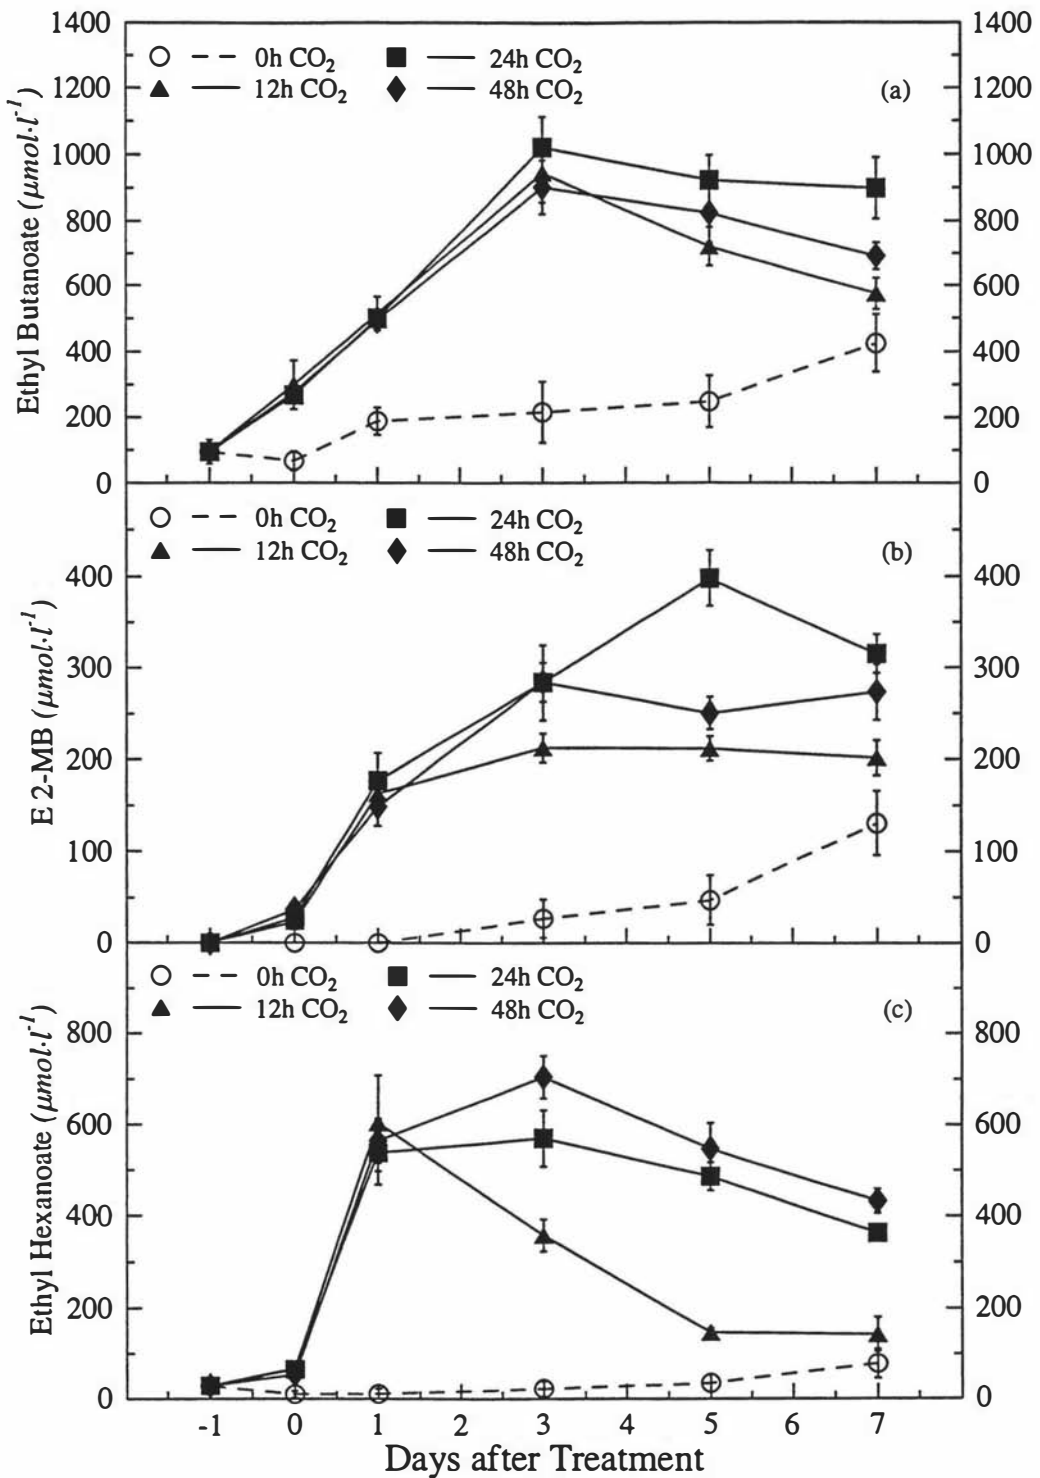 1400 1400
0h CO₂ 24h CO₂
12h CO₂ 48h CO₂
(a)
1200 1200
1000 1000
800 800
600 600
400 400
200 200
0 0
Ethyl Butanoate (μmol·l⁻¹)
0h CO₂ 24h CO₂
12h CO₂ 48h CO₂
(b)
400 400
300 300
200 200
100 100
0 0
E 2-MB (μmol·l⁻¹)
0h CO₂ 24h CO₂
12h CO₂ 48h CO₂
(c)
800 800
600 600
400 400
200 200
0 0
Ethyl Hexanoate (μmol·l⁻¹)
-1 0 1 2 3 4 5 6 7
Days after Treatment